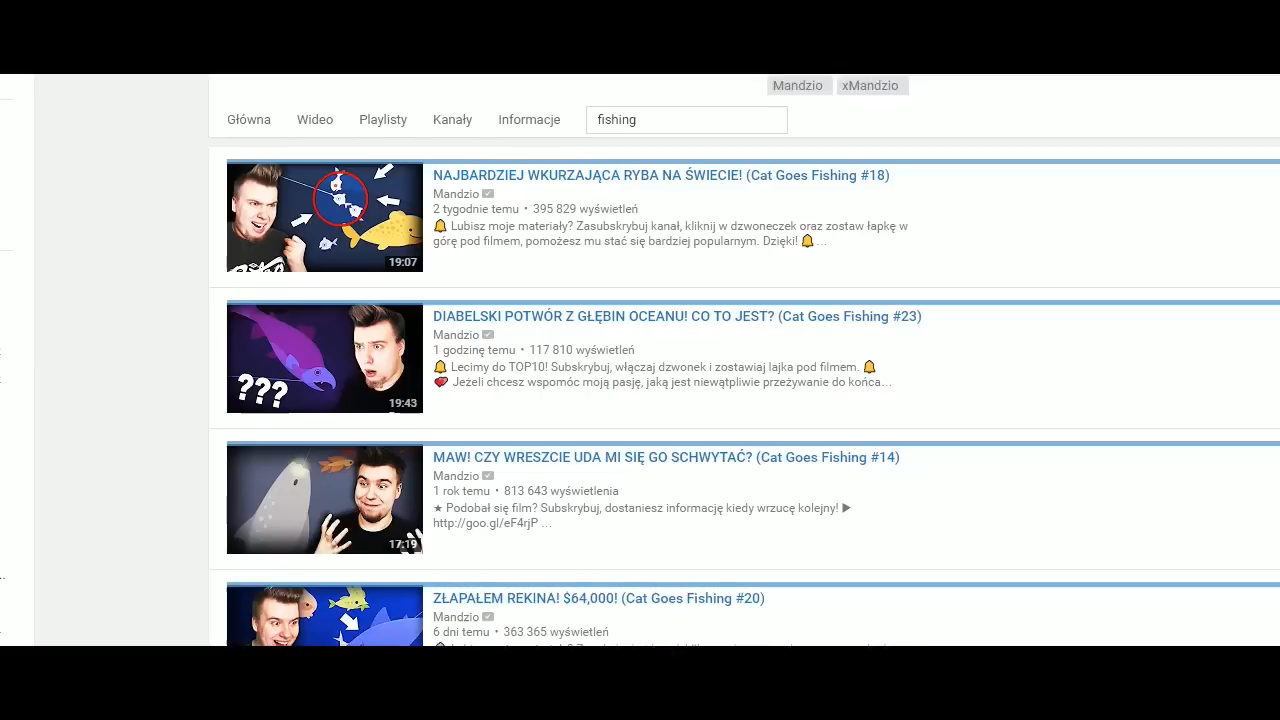 Mandzio xMandzio
Główna Wideo Playlisty Kanały Informacje fishing
NAJBARDZIEJ WKURZAJĄCA RYBA NA ŚWIECIE! (Cat Goes Fishing #18)
Mandzio
2 tygodnie temu • 395 829 wyświetleń
🔔 Lubisz moje materiały? Zasubskrybuj kanał, kliknij w dzwoneczek oraz zostaw łapkę w
górę pod filmem, pomożesz mu stać się bardziej popularnym. Dzięki! 🔔 ...
19:07
DIABELSKI POTWÓR Z GŁĘBIN OCEANU! CO TO JEST? (Cat Goes Fishing #23)
Mandzio
1 godzinę temu • 117 810 wyświetleń
🔔 Lecimy do TOP10! Subskrybuj, włączaj dzwonek i zostawiaj lajka pod filmem. 🔔
❤ Jeżeli chcesz wspomóc moją pasję, jaką jest niewątpliwie przeżywanie do końca...
???
19:43
MAW! CZY WRESZCIE UDA MI SIĘ GO SCHWYTAĆ? (Cat Goes Fishing #14)
Mandzio
1 rok temu • 813 643 wyświetlenia
★ Podobał się film? Subskrybuj, dostaniesz informację kiedy wrzucę kolejny! ▶
http://goo.gl/eF4rjP ...
17:19
ZŁAPAŁEM REKINA! $64,000! (Cat Goes Fishing #20)
Mandzio
6 dni temu • 363 365 wyświetleń